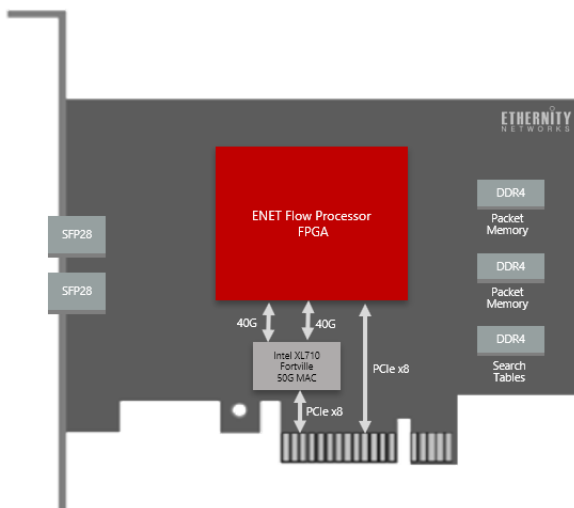 ETHERNITY
NETWORKS
ENET Flow Processor
FPGA
SFP28
SFP28
DDR4
Packet
Memory
DDR4
Packet
Memory
DDR4
Search
Tables
40G
40G
Intel XL710
Fortville
50G MAC
PCIe x8
PCIe x8